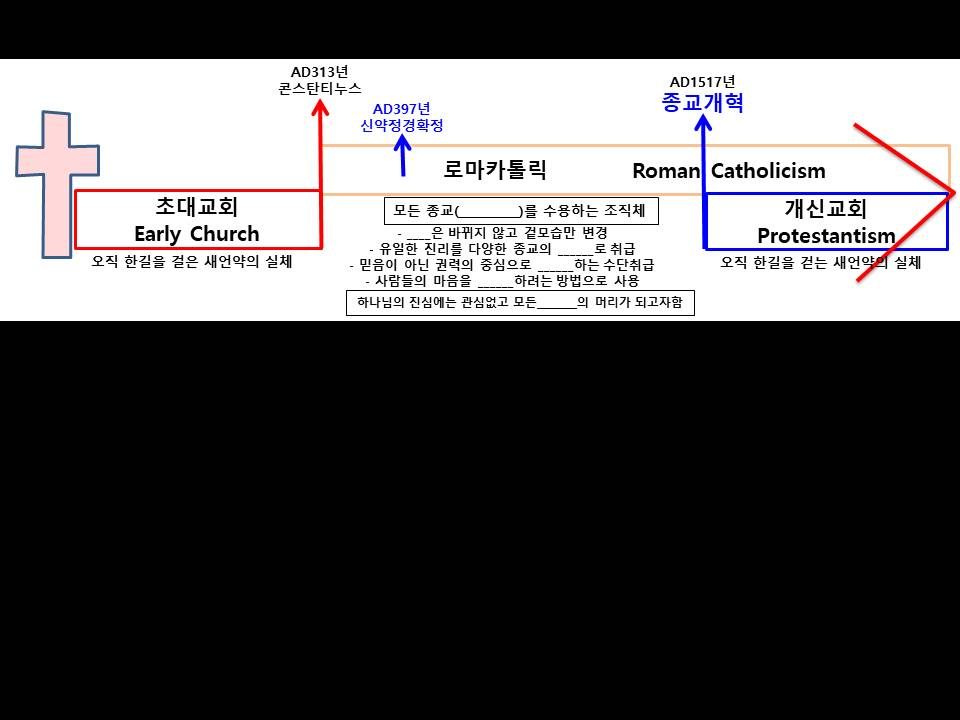 AD313년
콘스탄티누스
AD397년
신약정경확정
AD1517년
종교개혁
로마카톨릭 Roman Catholicism
초대교회
Early Church
오직 한길을 걸은 새언약의 실체
모든 종교(_________)를 수용하는 조직체
- ____은 바뀌지 않고 겉모습만 변경
- 유일한 진리를 다양한 종교의 ______로 취급
- 믿음이 아닌 권력의 중심으로 ______하는 수단취급
- 사람들의 마음을 ______하려는 방법으로 사용
하나님의 진심에는 관심없고 모든_______의 머리가 되고자함
개신교회
Protestantism
오직 한길을 걷는 새언약의 실체